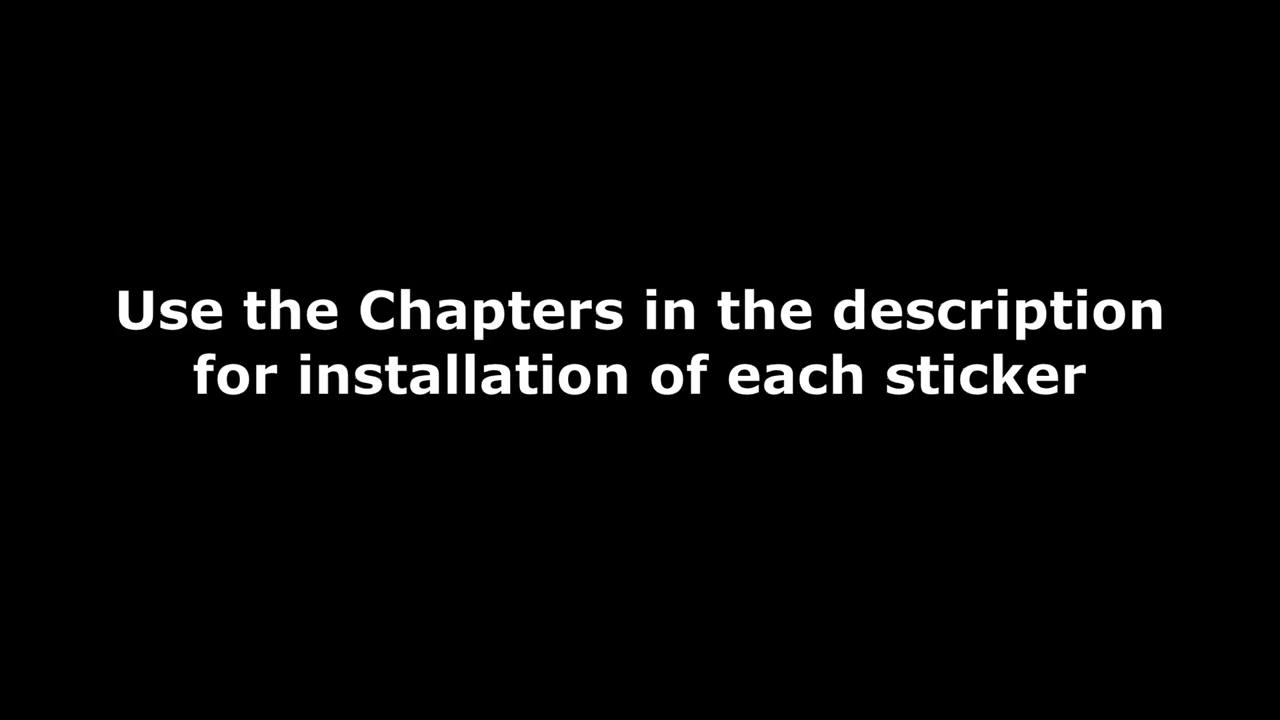 Use the Chapters in the description
for installation of each sticker